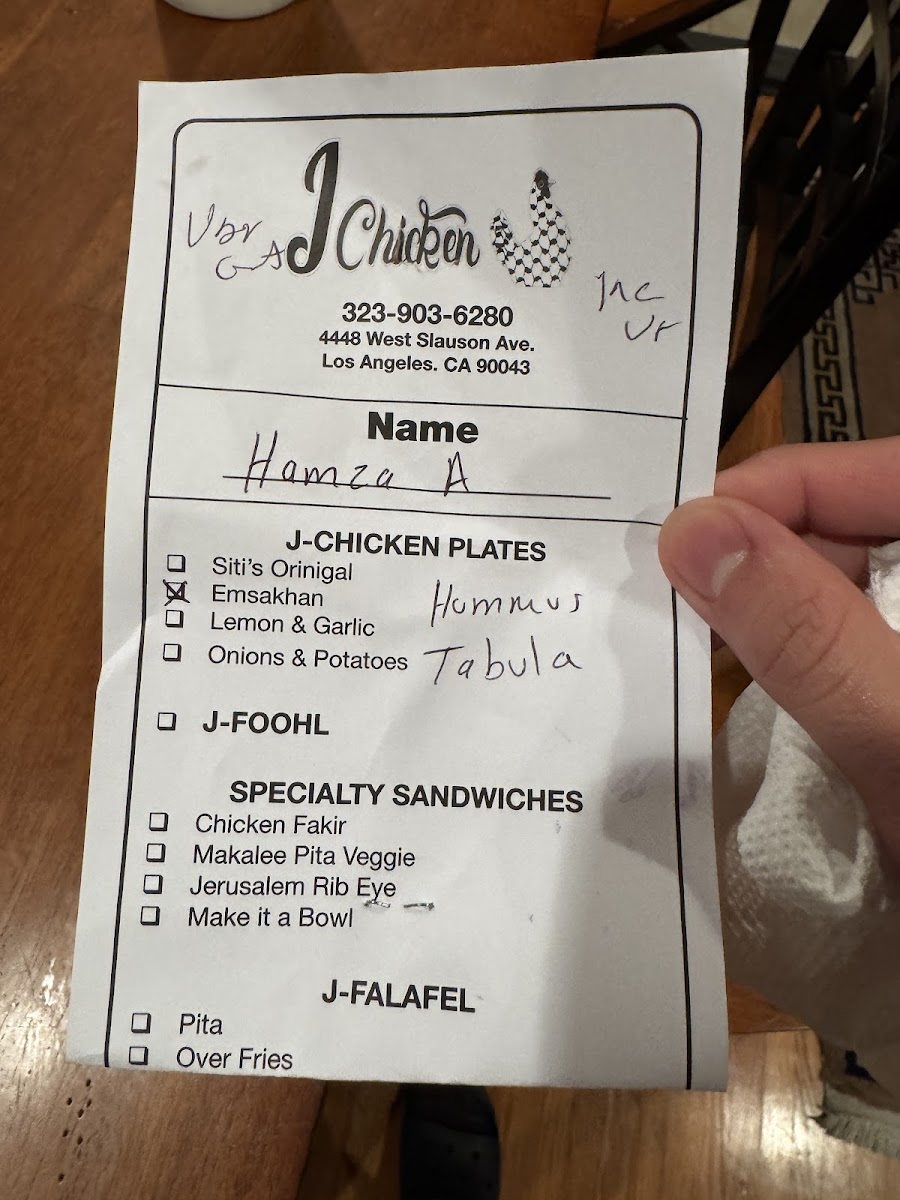 J Chicken
323-903-6280
4448 West Slauson Ave.
Los Angeles. CA 90043
Name
Hamza A
J-CHICKEN PLATES
Siti's Orinigal
Emsakhan
Hummus
Lemon & Garlic
Onions & Potatoes
Tabula
J-FOOHL
SPECIALTY SANDWICHES
Chicken Fakir
Makalee Pita Veggie
Jerusalem Rib Eye
Make it a Bowl
J-FALAFEL
Pita
Over Fries